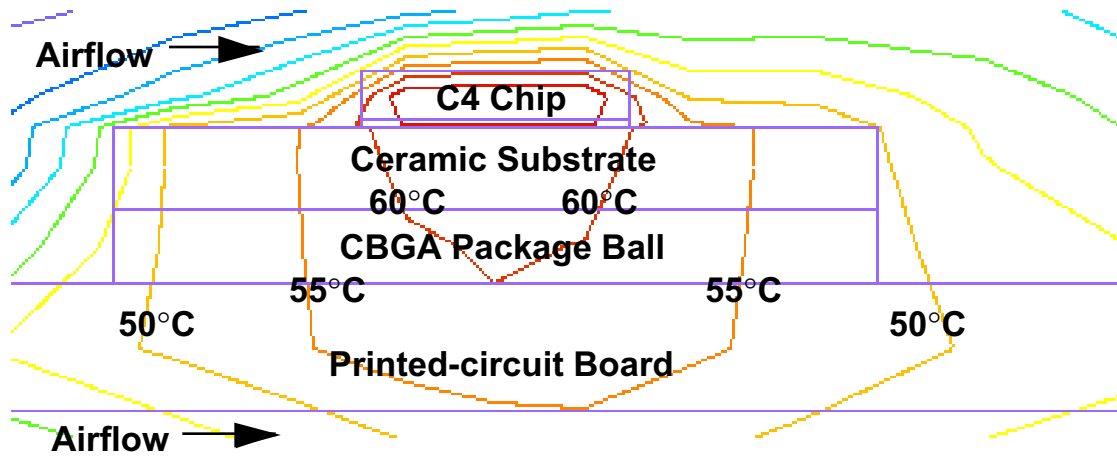 Airflow
C4 Chip
Ceramic Substrate
60°C 60°C
CBGA Package Ball
55°C 55°C
50°C 50°C
Printed-circuit Board
Airflow